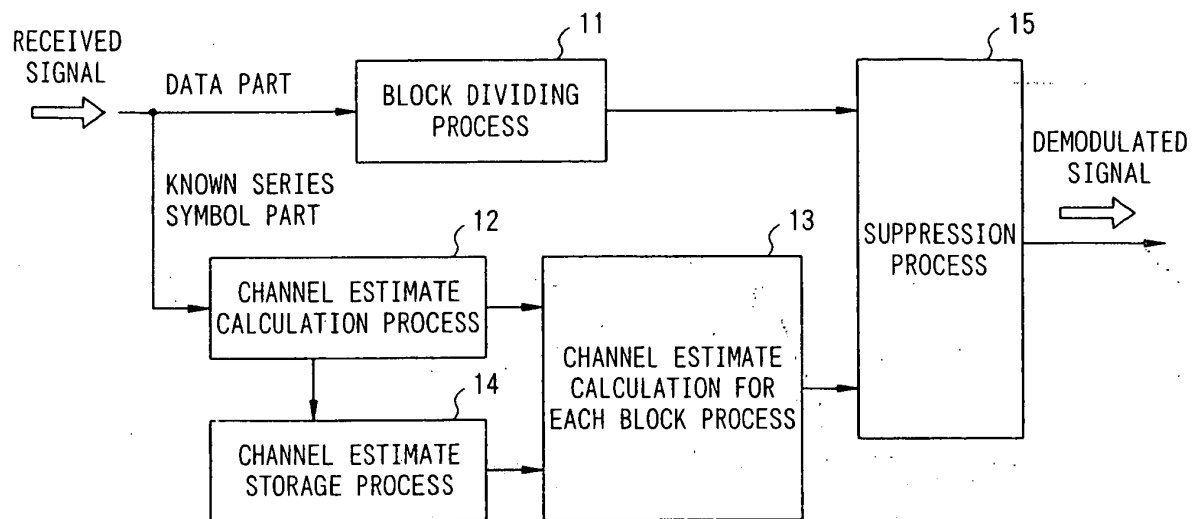 RECEIVED
SIGNAL
DATA PART
11
BLOCK DIVIDING
PROCESS
15
SUPPRESSION
PROCESS
DEMODULATED
SIGNAL
KNOWN SERIES
SYMBOL PART
12
CHANNEL ESTIMATE
CALCULATION PROCESS
13
CHANNEL ESTIMATE
CALCULATION FOR
EACH BLOCK PROCESS
14
CHANNEL ESTIMATE
STORAGE PROCESS